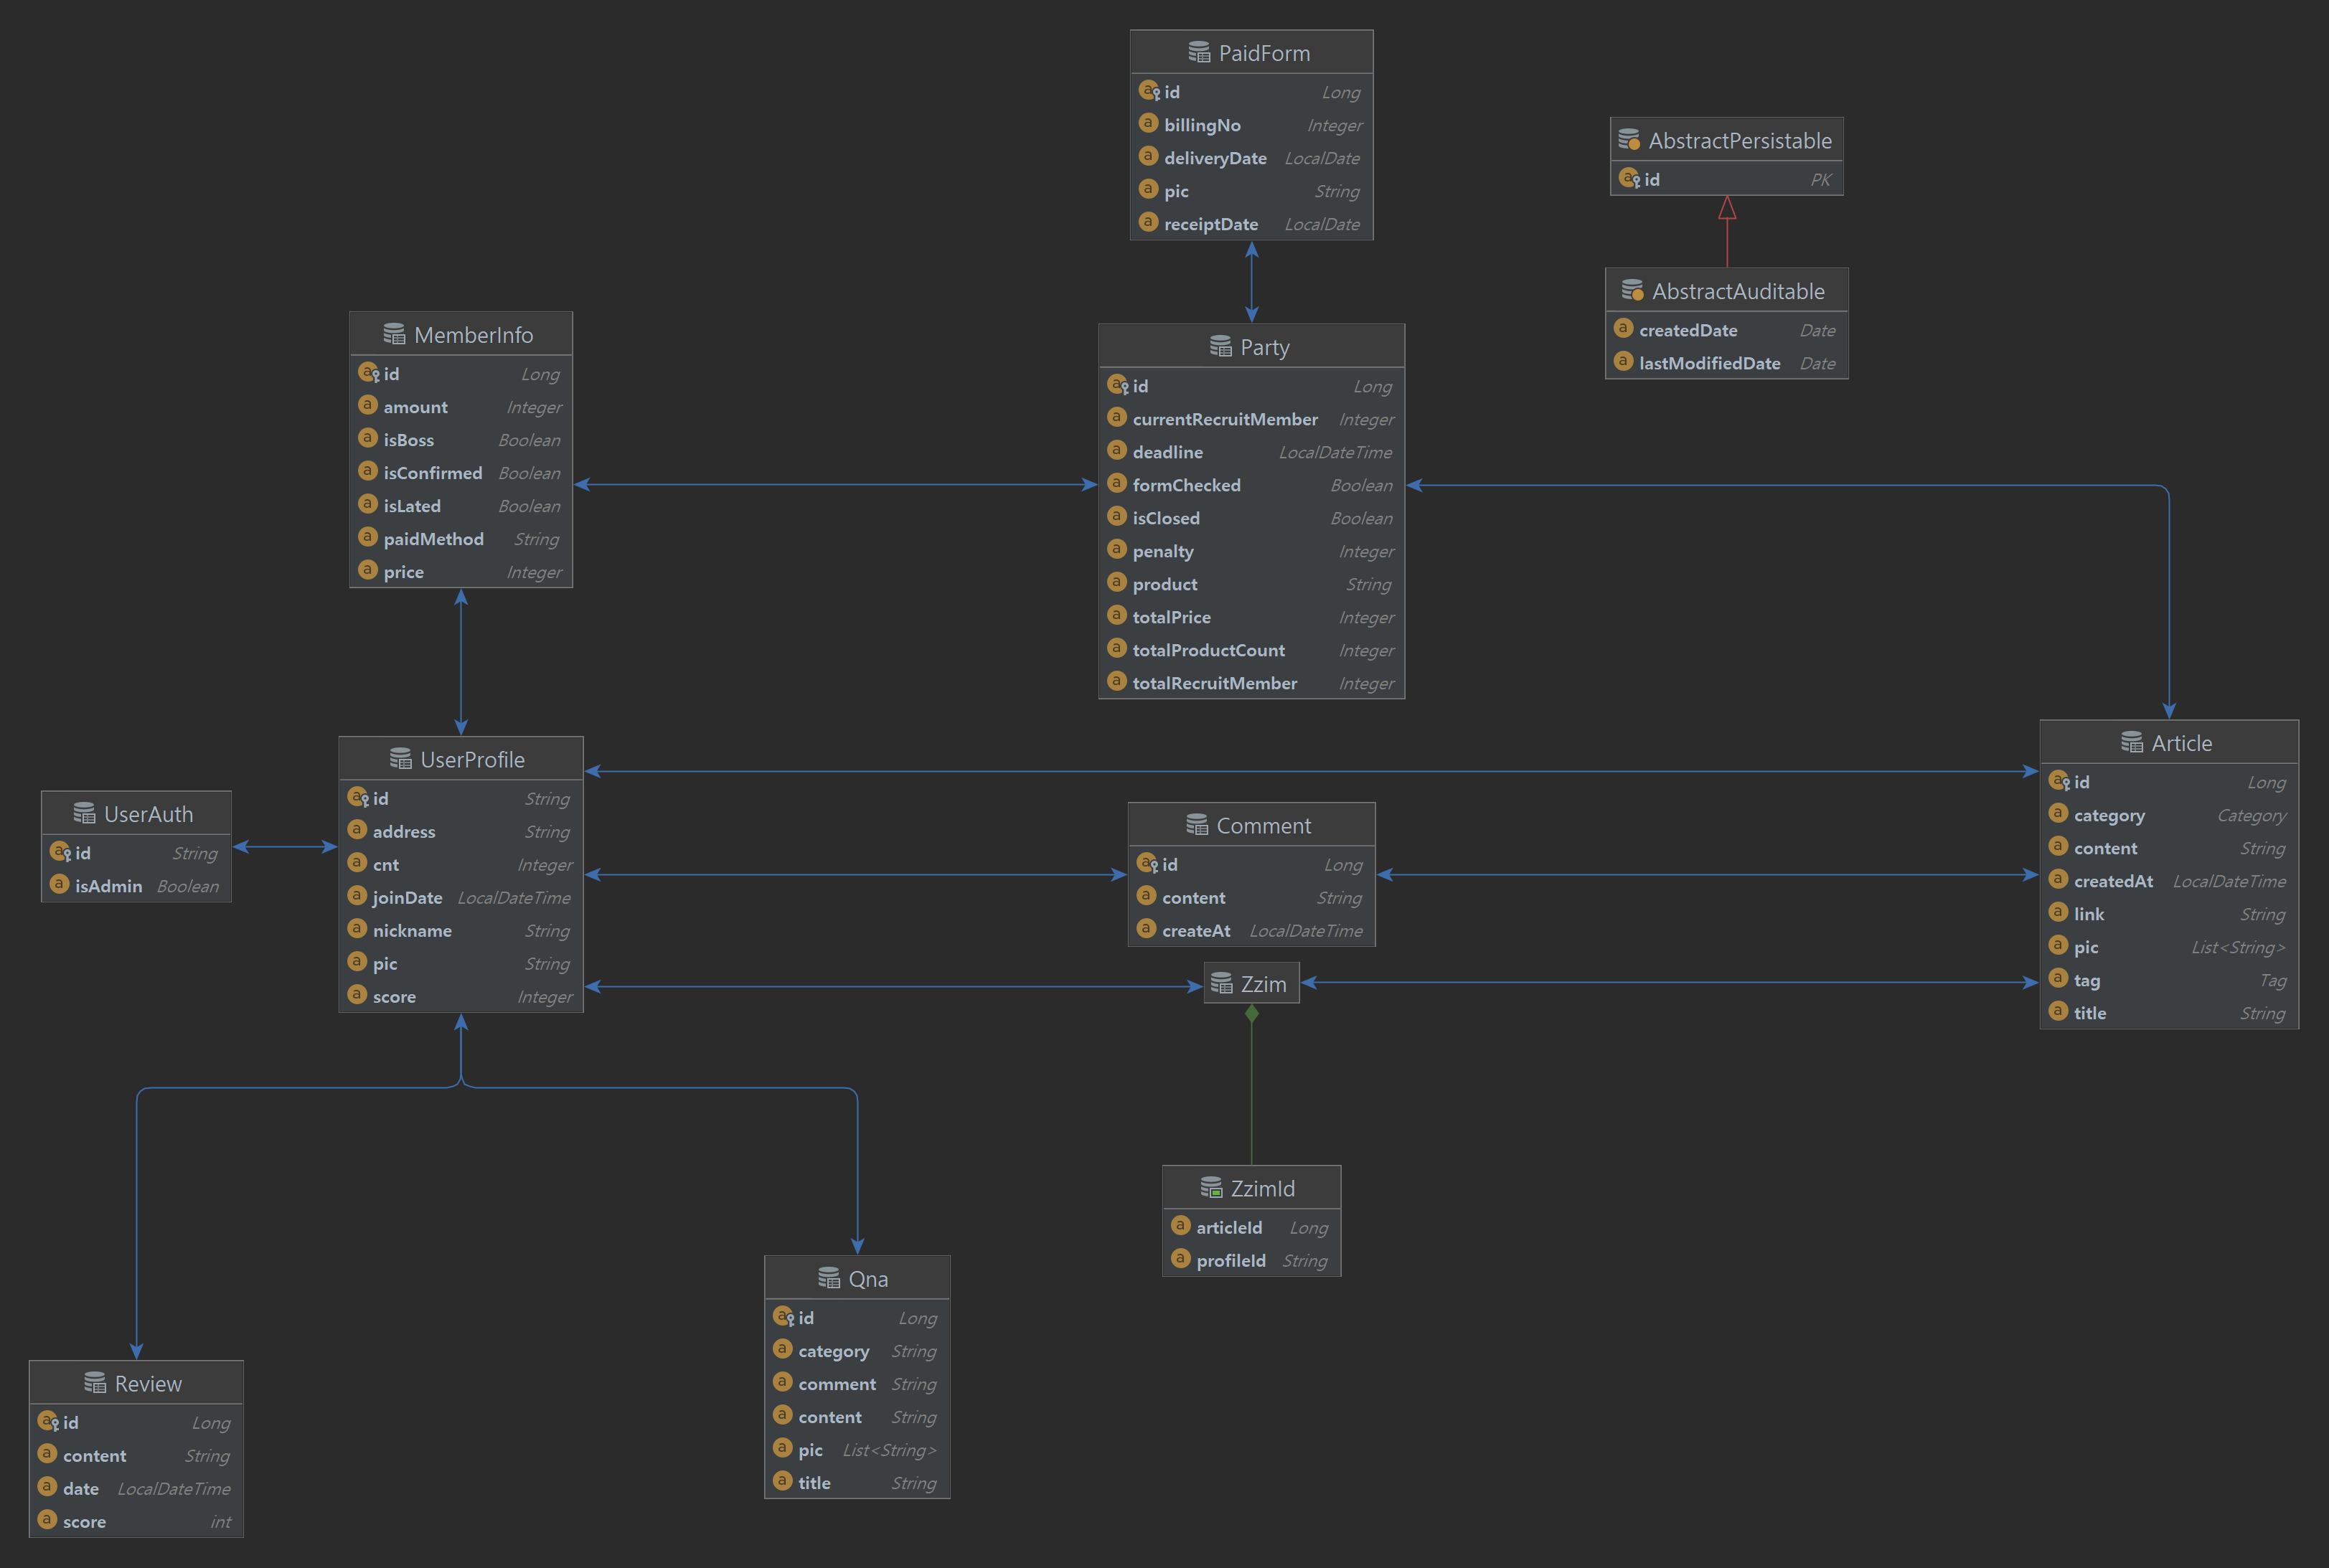 PaidForm
id Long
billingNo Integer
deliveryDate LocalDate
pic String
receiptDate LocalDate
AbstractPersistable
id PK
AbstractAuditable
createdDate Date
lastModifiedDate Date
MemberInfo
id Long
amount Integer
isBoss Boolean
isConfirmed Boolean
isLated Boolean
paidMethod String
price Integer
Party
id Long
currentRecruitMember Integer
deadline LocalDateTime
formChecked Boolean
isClosed Boolean
penalty Integer
product String
totalPrice Integer
totalProductCount Integer
totalRecruitMember Integer
UserAuth
id String
isAdmin Boolean
UserProfile
id String
address String
cnt Integer
joinDate LocalDateTime
nickname String
pic String
score Integer
Comment
id Long
content String
createAt LocalDateTime
Article
id Long
category Category
content String
createdAt LocalDateTime
link String
pic List<String>
tag Tag
title String
Zzim
ZzimId
articleId Long
profileId String
Qna
id Long
category String
comment String
content String
pic List<String>
title String
Review
id Long
content String
date LocalDateTime
score int